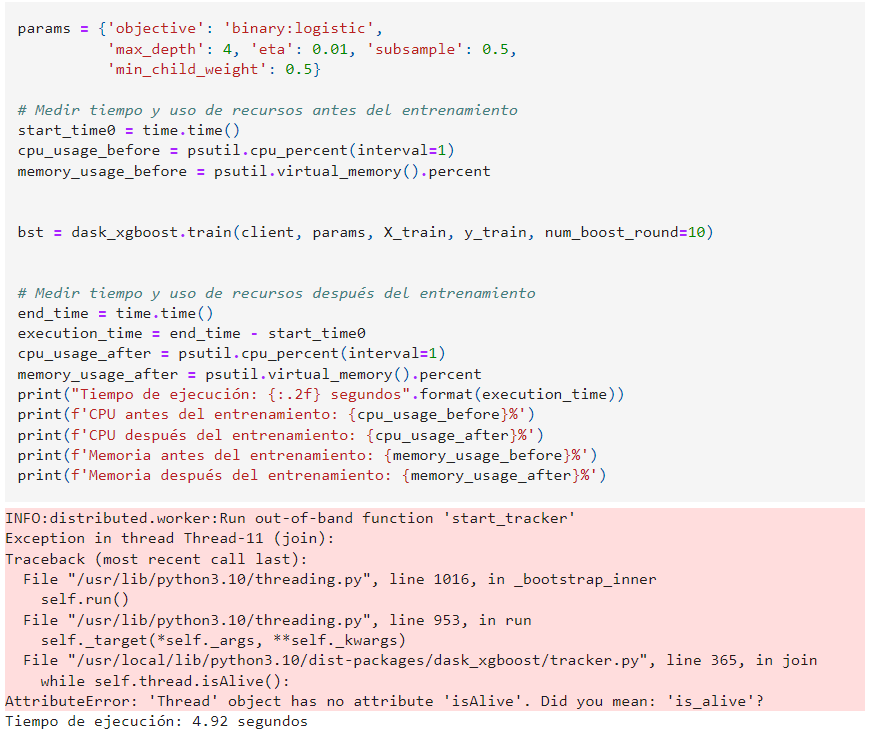 params = {'objective': 'binary:logistic',
          'max_depth': 4, 'eta': 0.01, 'subsample': 0.5,
          'min_child_weight': 0.5}
# Medir tiempo y uso de recursos antes del entrenamiento
start_time0 = time.time()
cpu_usage_before = psutil.cpu_percent(interval=1)
memory_usage_before = psutil.virtual_memory().percent
bst = dask_xgboost.train(client, params, X_train, y_train, num_boost_round=10)
# Medir tiempo y uso de recursos después del entrenamiento
end_time = time.time()
execution_time = end_time - start_time0
cpu_usage_after = psutil.cpu_percent(interval=1)
memory_usage_after = psutil.virtual_memory().percent
print("Tiempo de ejecución: {:.2f} segundos".format(execution_time))
print(f'CPU antes del entrenamiento: {cpu_usage_before}%')
print(f'CPU después del entrenamiento: {cpu_usage_after}%')
print(f'Memoria antes del entrenamiento: {memory_usage_before}%')
print(f'Memoria después del entrenamiento: {memory_usage_after}%')
INFO:distributed.worker:Run out-of-band function 'start_tracker'
Exception in thread Thread-11 (join):
Traceback (most recent call last):
  File "/usr/lib/python3.10/threading.py", line 1016, in _bootstrap_inner
    self.run()
  File "/usr/lib/python3.10/threading.py", line 953, in run
    self._target(*self._args, **self._kwargs)
  File "/usr/local/lib/python3.10/dist-packages/dask_xgboost/tracker.py", line 365, in join
    while self.thread.isAlive():
AttributeError: 'Thread' object has no attribute 'isAlive'. Did you mean: 'is_alive'?
Tiempo de ejecución: 4.92 segundos